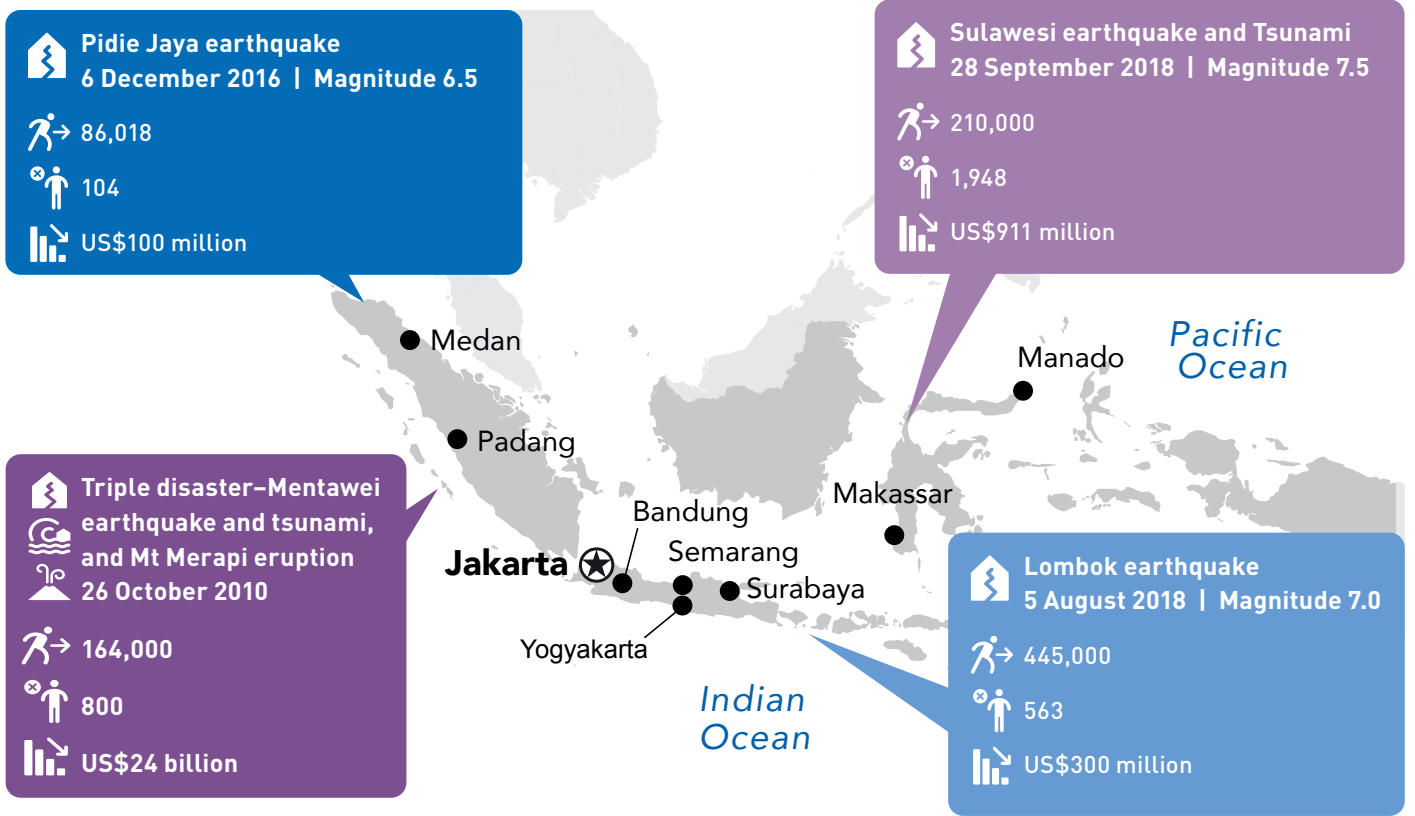 Pidie Jaya earthquake
6 December 2016 | Magnitude 6.5
86,018
104
US$100 million
Sulawesi earthquake and Tsunami
28 September 2018 | Magnitude 7.5
210,000
1,948
US$911 million
Medan
Padang
Manado
Pacific
Ocean
Triple disaster–Mentawei
earthquake and tsunami,
and Mt Merapi eruption
26 October 2010
164,000
800
US$24 billion
Makassar
Bandung
Semarang
Jakarta
Surabaya
Yogyakarta
Indian
Ocean
Lombok earthquake
5 August 2018 | Magnitude 7.0
445,000
563
US$300 million